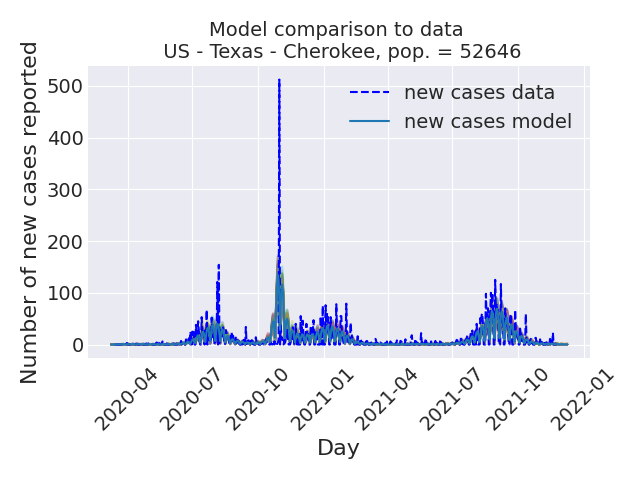 Model comparison to data
US - Texas - Cherokee, pop. = 52646
Number of new cases reported
500
400
300
200
100
0
new cases data
new cases model
2020-04
2020-07
2020-10
2021-01
2021-04
2021-07
2021-10
2022-01
Day